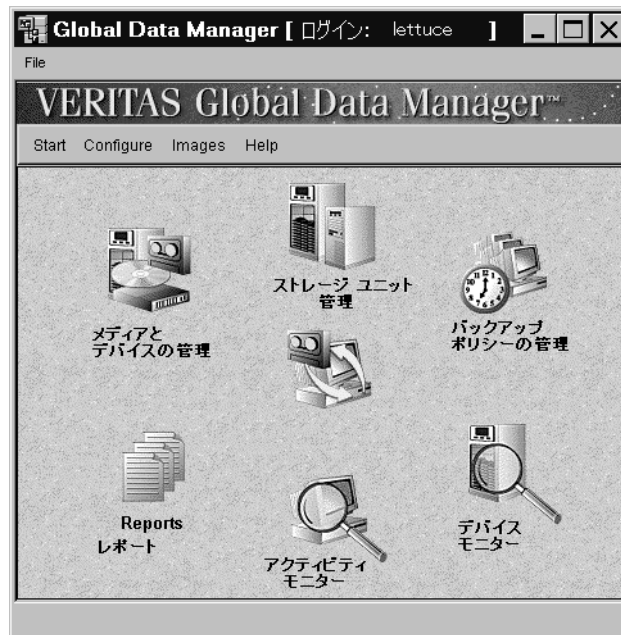 Global Data Manager [ ログイン: lettuce ]
File
VERITAS Global Data Manager™
Start Configure Images Help
ストレージ ユニット
管理
メディアと
デバイスの管理
バックアップ
ポリシーの管理
Reports
レポート
アクティビティ
モニター
デバイス
モニター